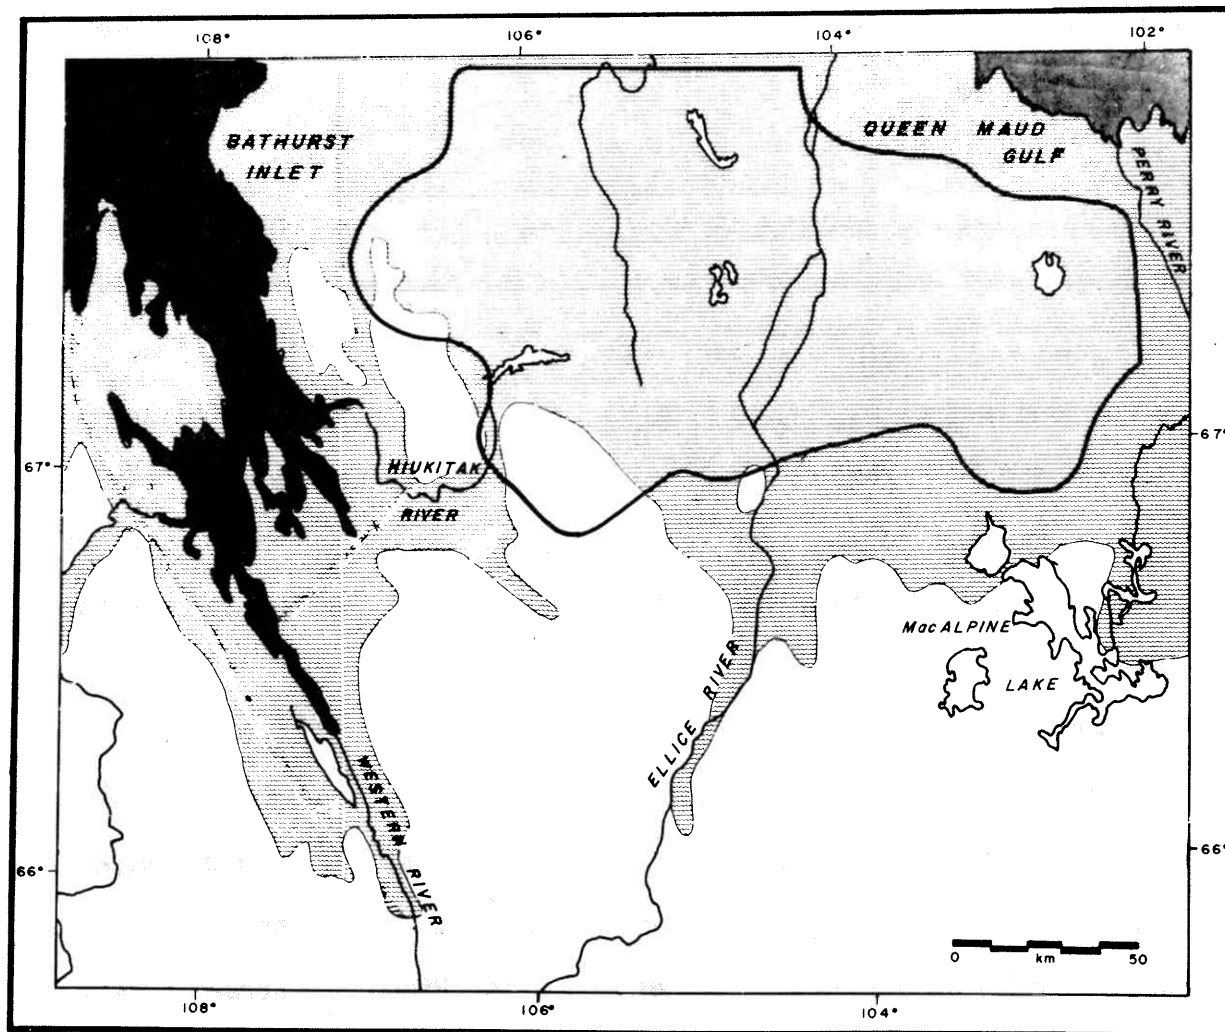 108°
106°
104°
102°
BATHURST
INLET
QUEEN MAUD
GULF
PERRY RIVER
67°
67°
HIUKITAK
RIVER
MacALPINE
LAKE
ELLICE RIVER
WESTERN RIVER
66°
66°
0
km
50
108°
106°
104°